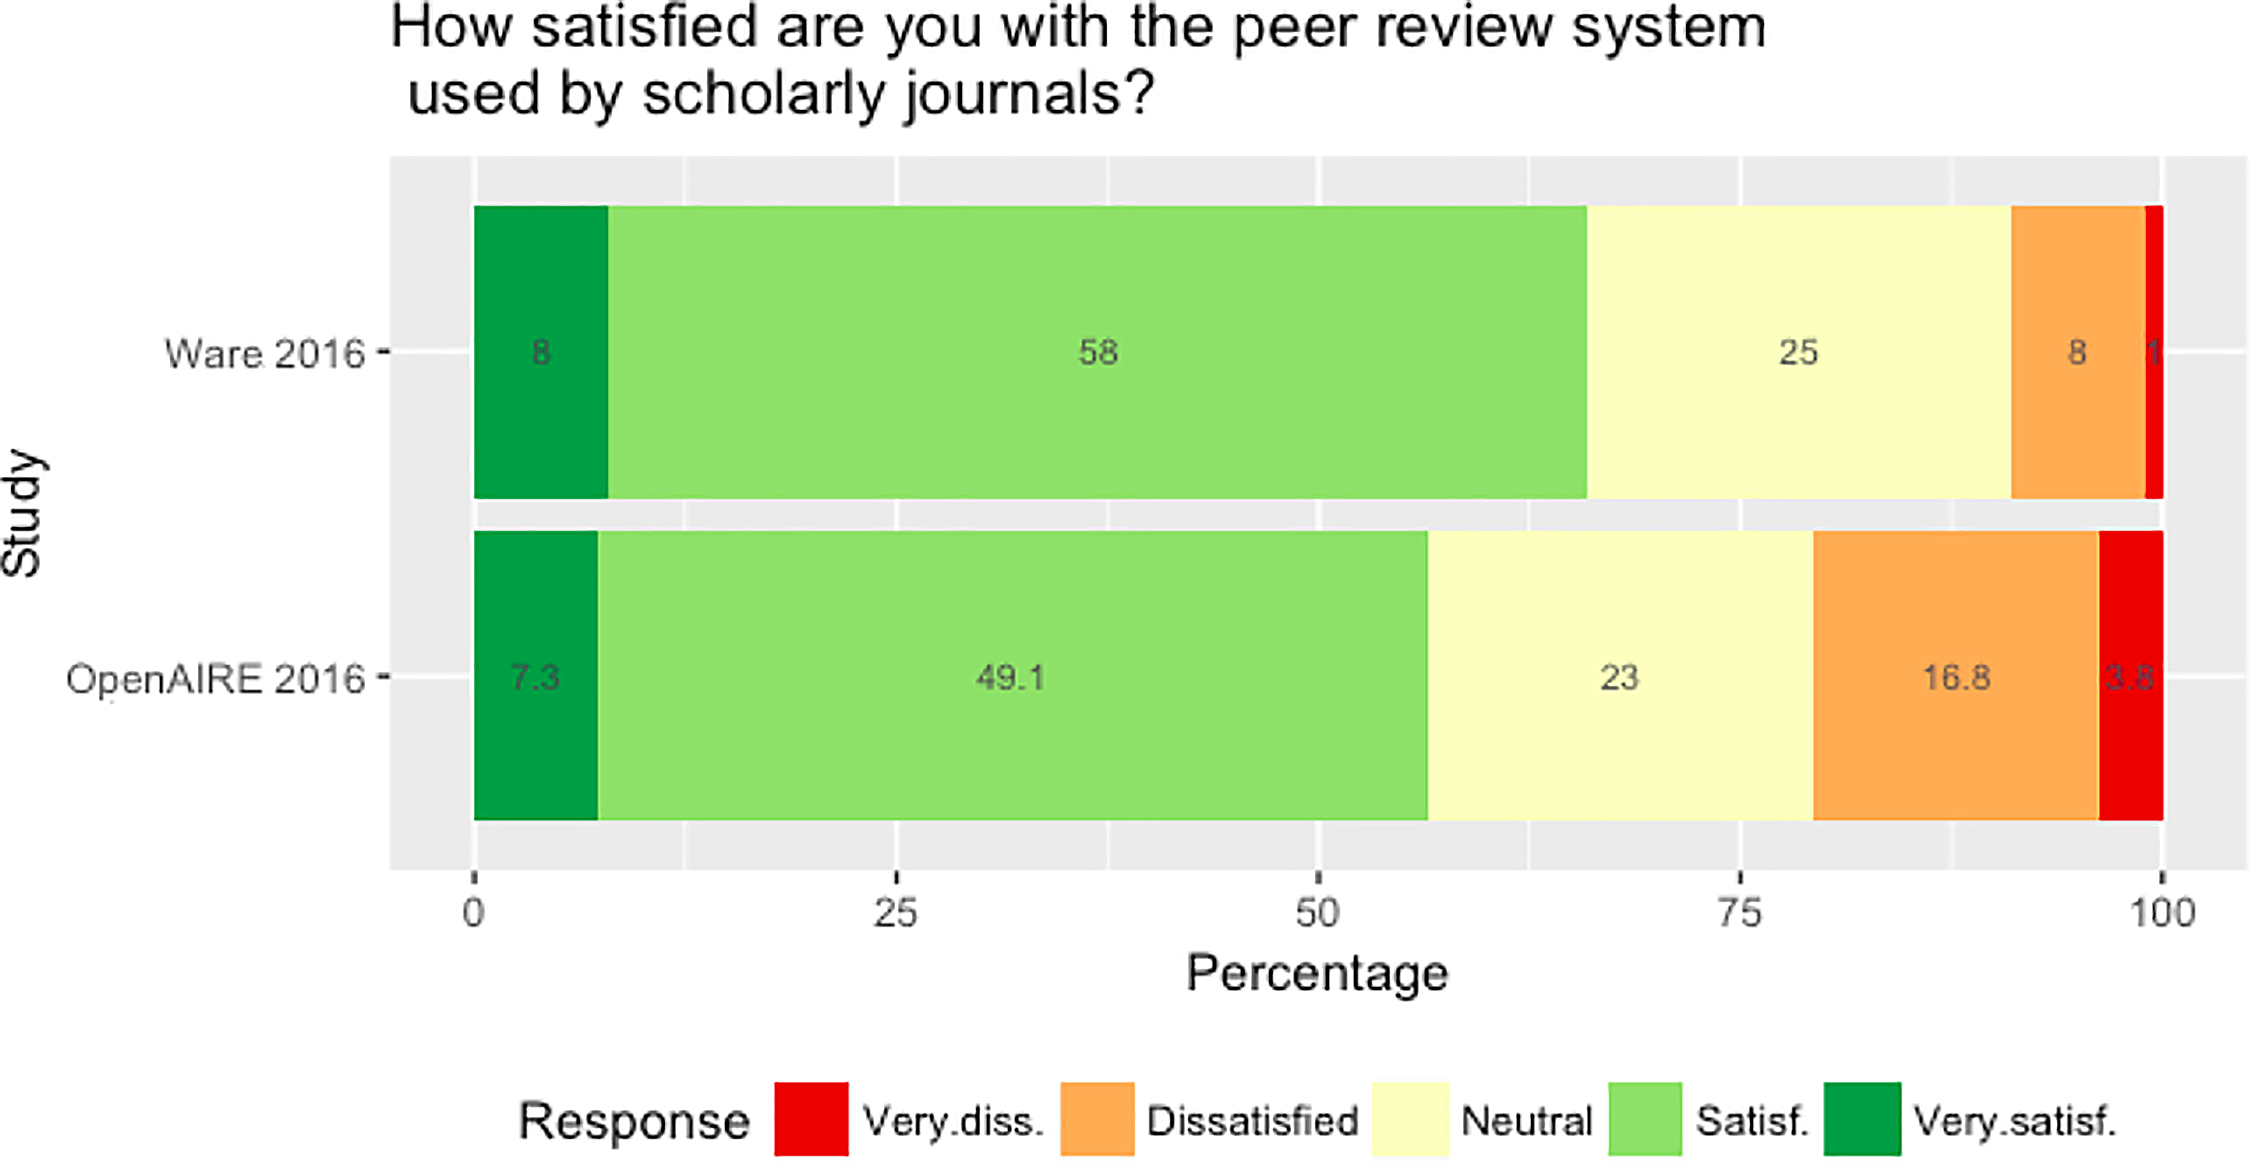 How satisfied are you with the peer review system
used by scholarly journals?
Study
Ware 2016
8 58 25 8 1
OpenAIRE 2016
7.3 49.1 23 16.8 3.8
0 25 50 75 100
Percentage
Response Very.diss. Dissatisfied Neutral Satisf. Very.satisf.